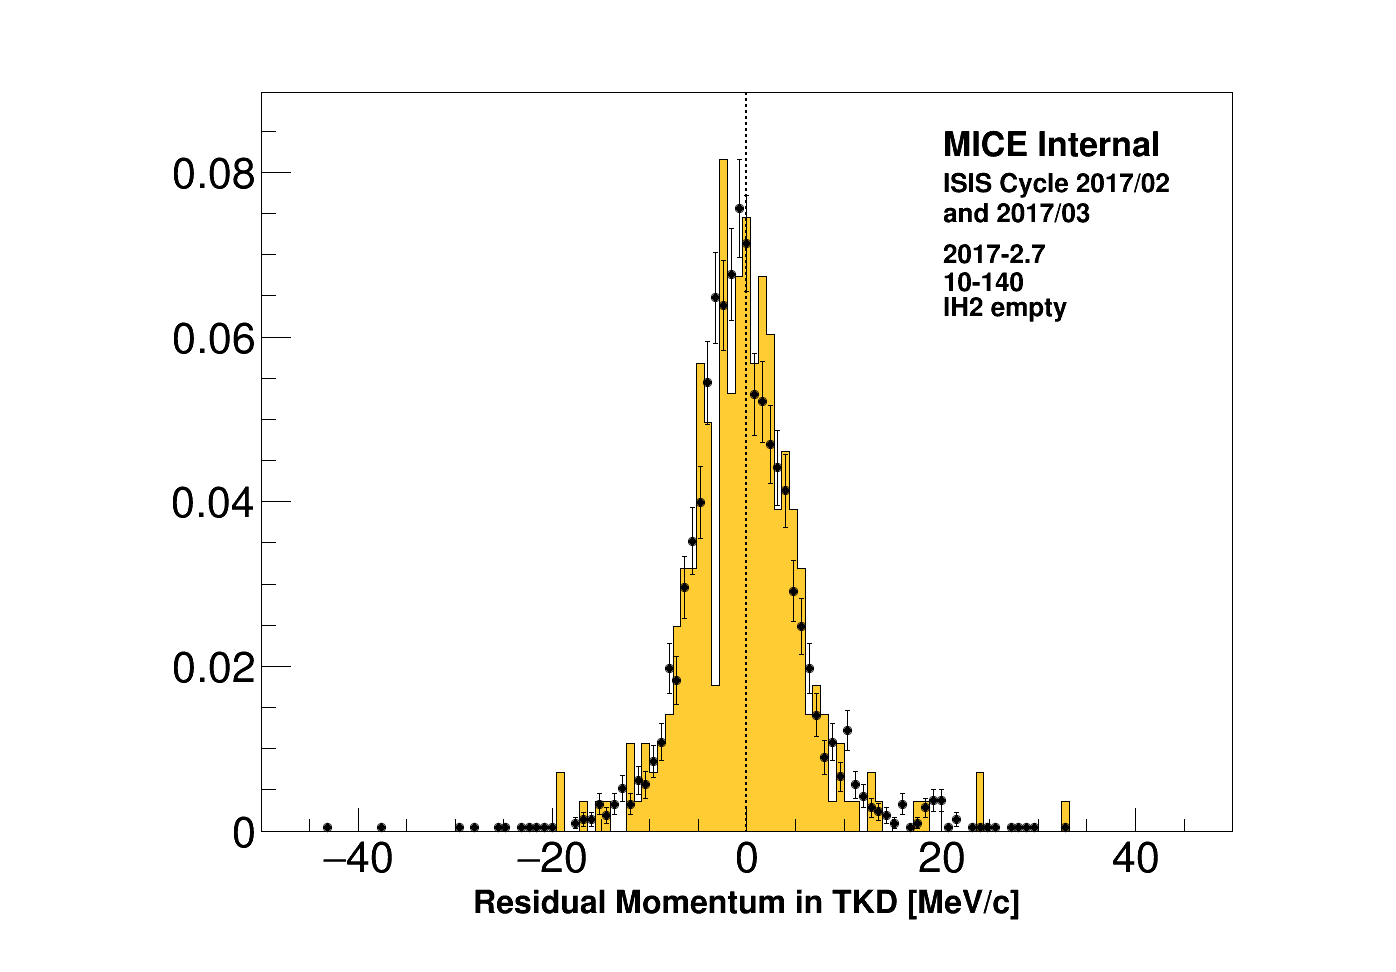 MICE Internal
ISIS Cycle 2017/02
and 2017/03
2017-2.7
10-140
lH2 empty
0.08
0.06
0.04
0.02
0
−40 −20 0 20 40
Residual Momentum in TKD [MeV/c]